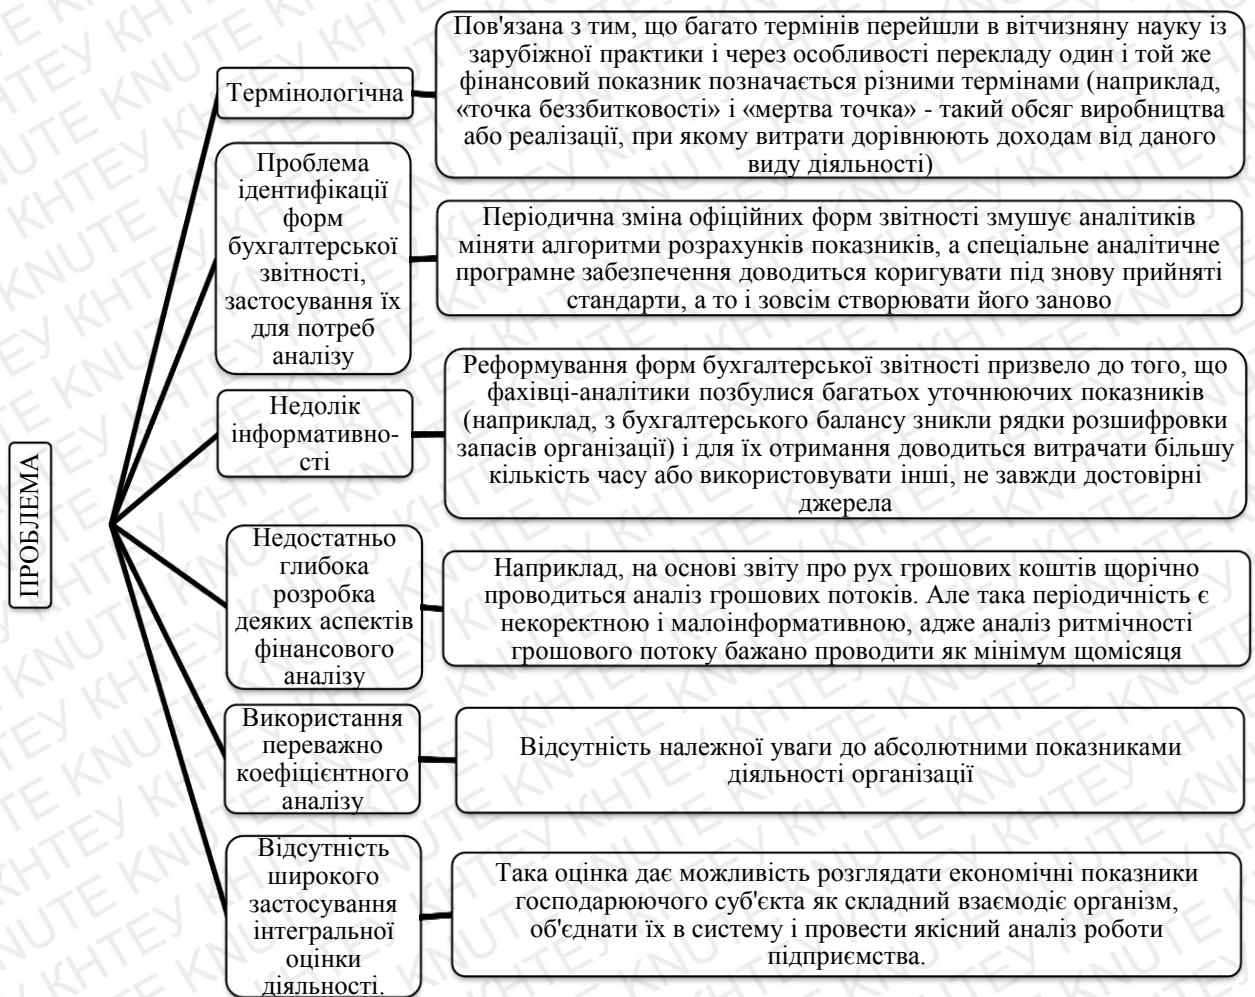 ПРОБЛЕМА
Термінологічна
Пов'язана з тим, що багато термінів перейшли в вітчизняну науку із
зарубіжної практики і через особливості перекладу один і той же
фінансовий показник позначається різними термінами (наприклад,
«точка беззбитковості» і «мертва точка» - такий обсяг виробництва
або реалізації, при якому витрати дорівнюють доходам від даного
виду діяльності)
Проблема
ідентифікації
форм
бухгалтерської
звітності,
застосування їх
для потреб
аналізу
Періодична зміна офіційних форм звітності змушує аналітиків
міняти алгоритми розрахунків показників, а спеціальне аналітичне
програмне забезпечення доводиться коригувати під знову прийняті
стандарти, а то і зовсім створювати його заново
Недолік
інформативно-
сті
Реформування форм бухгалтерської звітності призвело до того, що
фахівці-аналітики позбулися багатьох уточнюючих показників
(наприклад, з бухгалтерського балансу зникли рядки розшифровки
запасів організації) і для їх отримання доводиться витрачати більшу
кількість часу або використовувати інші, не завжди достовірні
джерела
Недостатньо
глибока
розробка
деяких аспектів
фінансового
аналізу
Наприклад, на основі звіту про рух грошових коштів щорічно
проводиться аналіз грошових потоків. Але така періодичність є
некоректною і малоінформативною, адже аналіз ритмічності
грошового потоку бажано проводити як мінімум щомісяця
Використання
переважно
коефіцієнтного
аналізу
Відсутність належної уваги до абсолютними показниками
діяльності організації
Відсутність
широкого
застосування
інтегральної
оцінки
діяльності.
Така оцінка дає можливість розглядати економічні показники
господарюючого суб'єкта як складний взаємодіє організм,
об'єднати їх в систему і провести якісний аналіз роботи
підприємства.